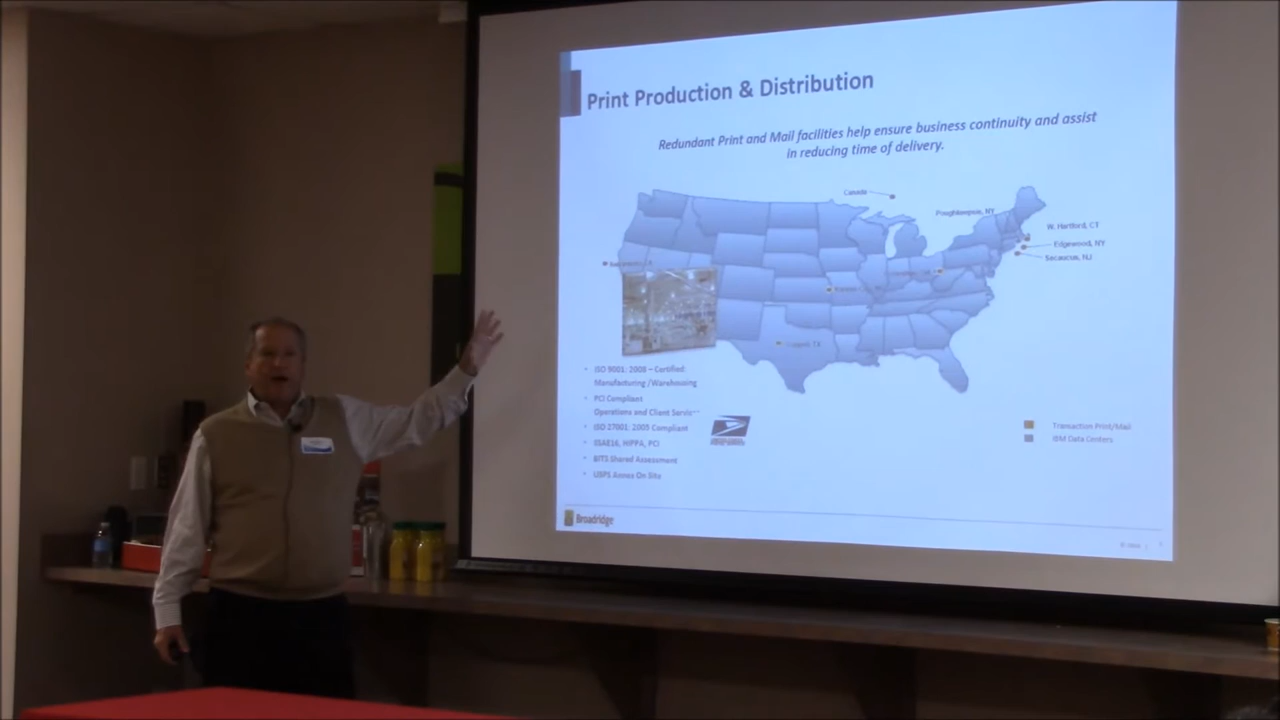 Print Production & Distribution
Redundant Print and Mail facilities help ensure business continuity and assist
in reducing time of delivery.
Canada
Poughkeepsie, NY
W. Hartford, CT
Edgewood, NY
Secaucus, NJ
TX
• ISO 9001: 2008 – Certified
Manufacturing /Warehousing
• PCI Compliant
Operations and Client
• ISO 27001: 2005 Compliant
• SSAE16, HIPPA, PCI
• BITS Shared Assessment
• USPS Annex On Site
Transaction Print/Mail
IBM Data Centers
Broadridge